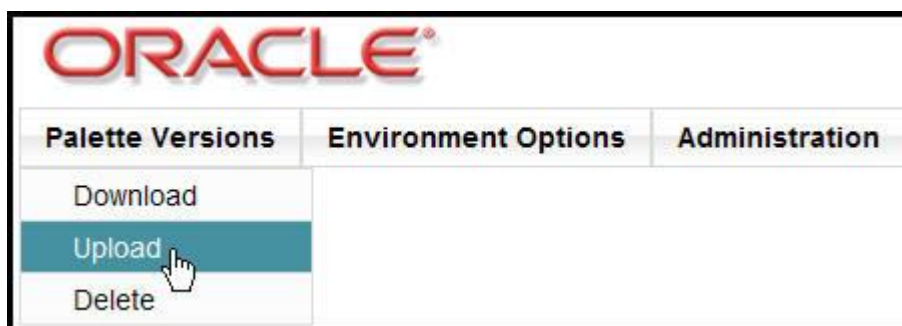 ORACLE®
Palette Versions Environment Options Administration
Download
Upload
Delete